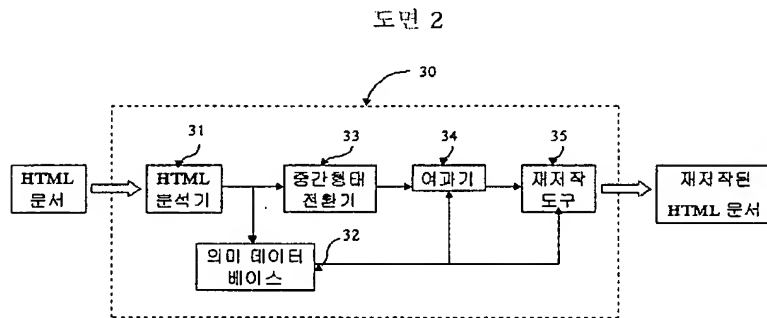 도면 2
30
31
33
34
35
HTML
문서
HTML
분석기
중간형태
전환기
여과기
재저작
도구
재저작된
HTML 문서
32
의미 데이터
베이스